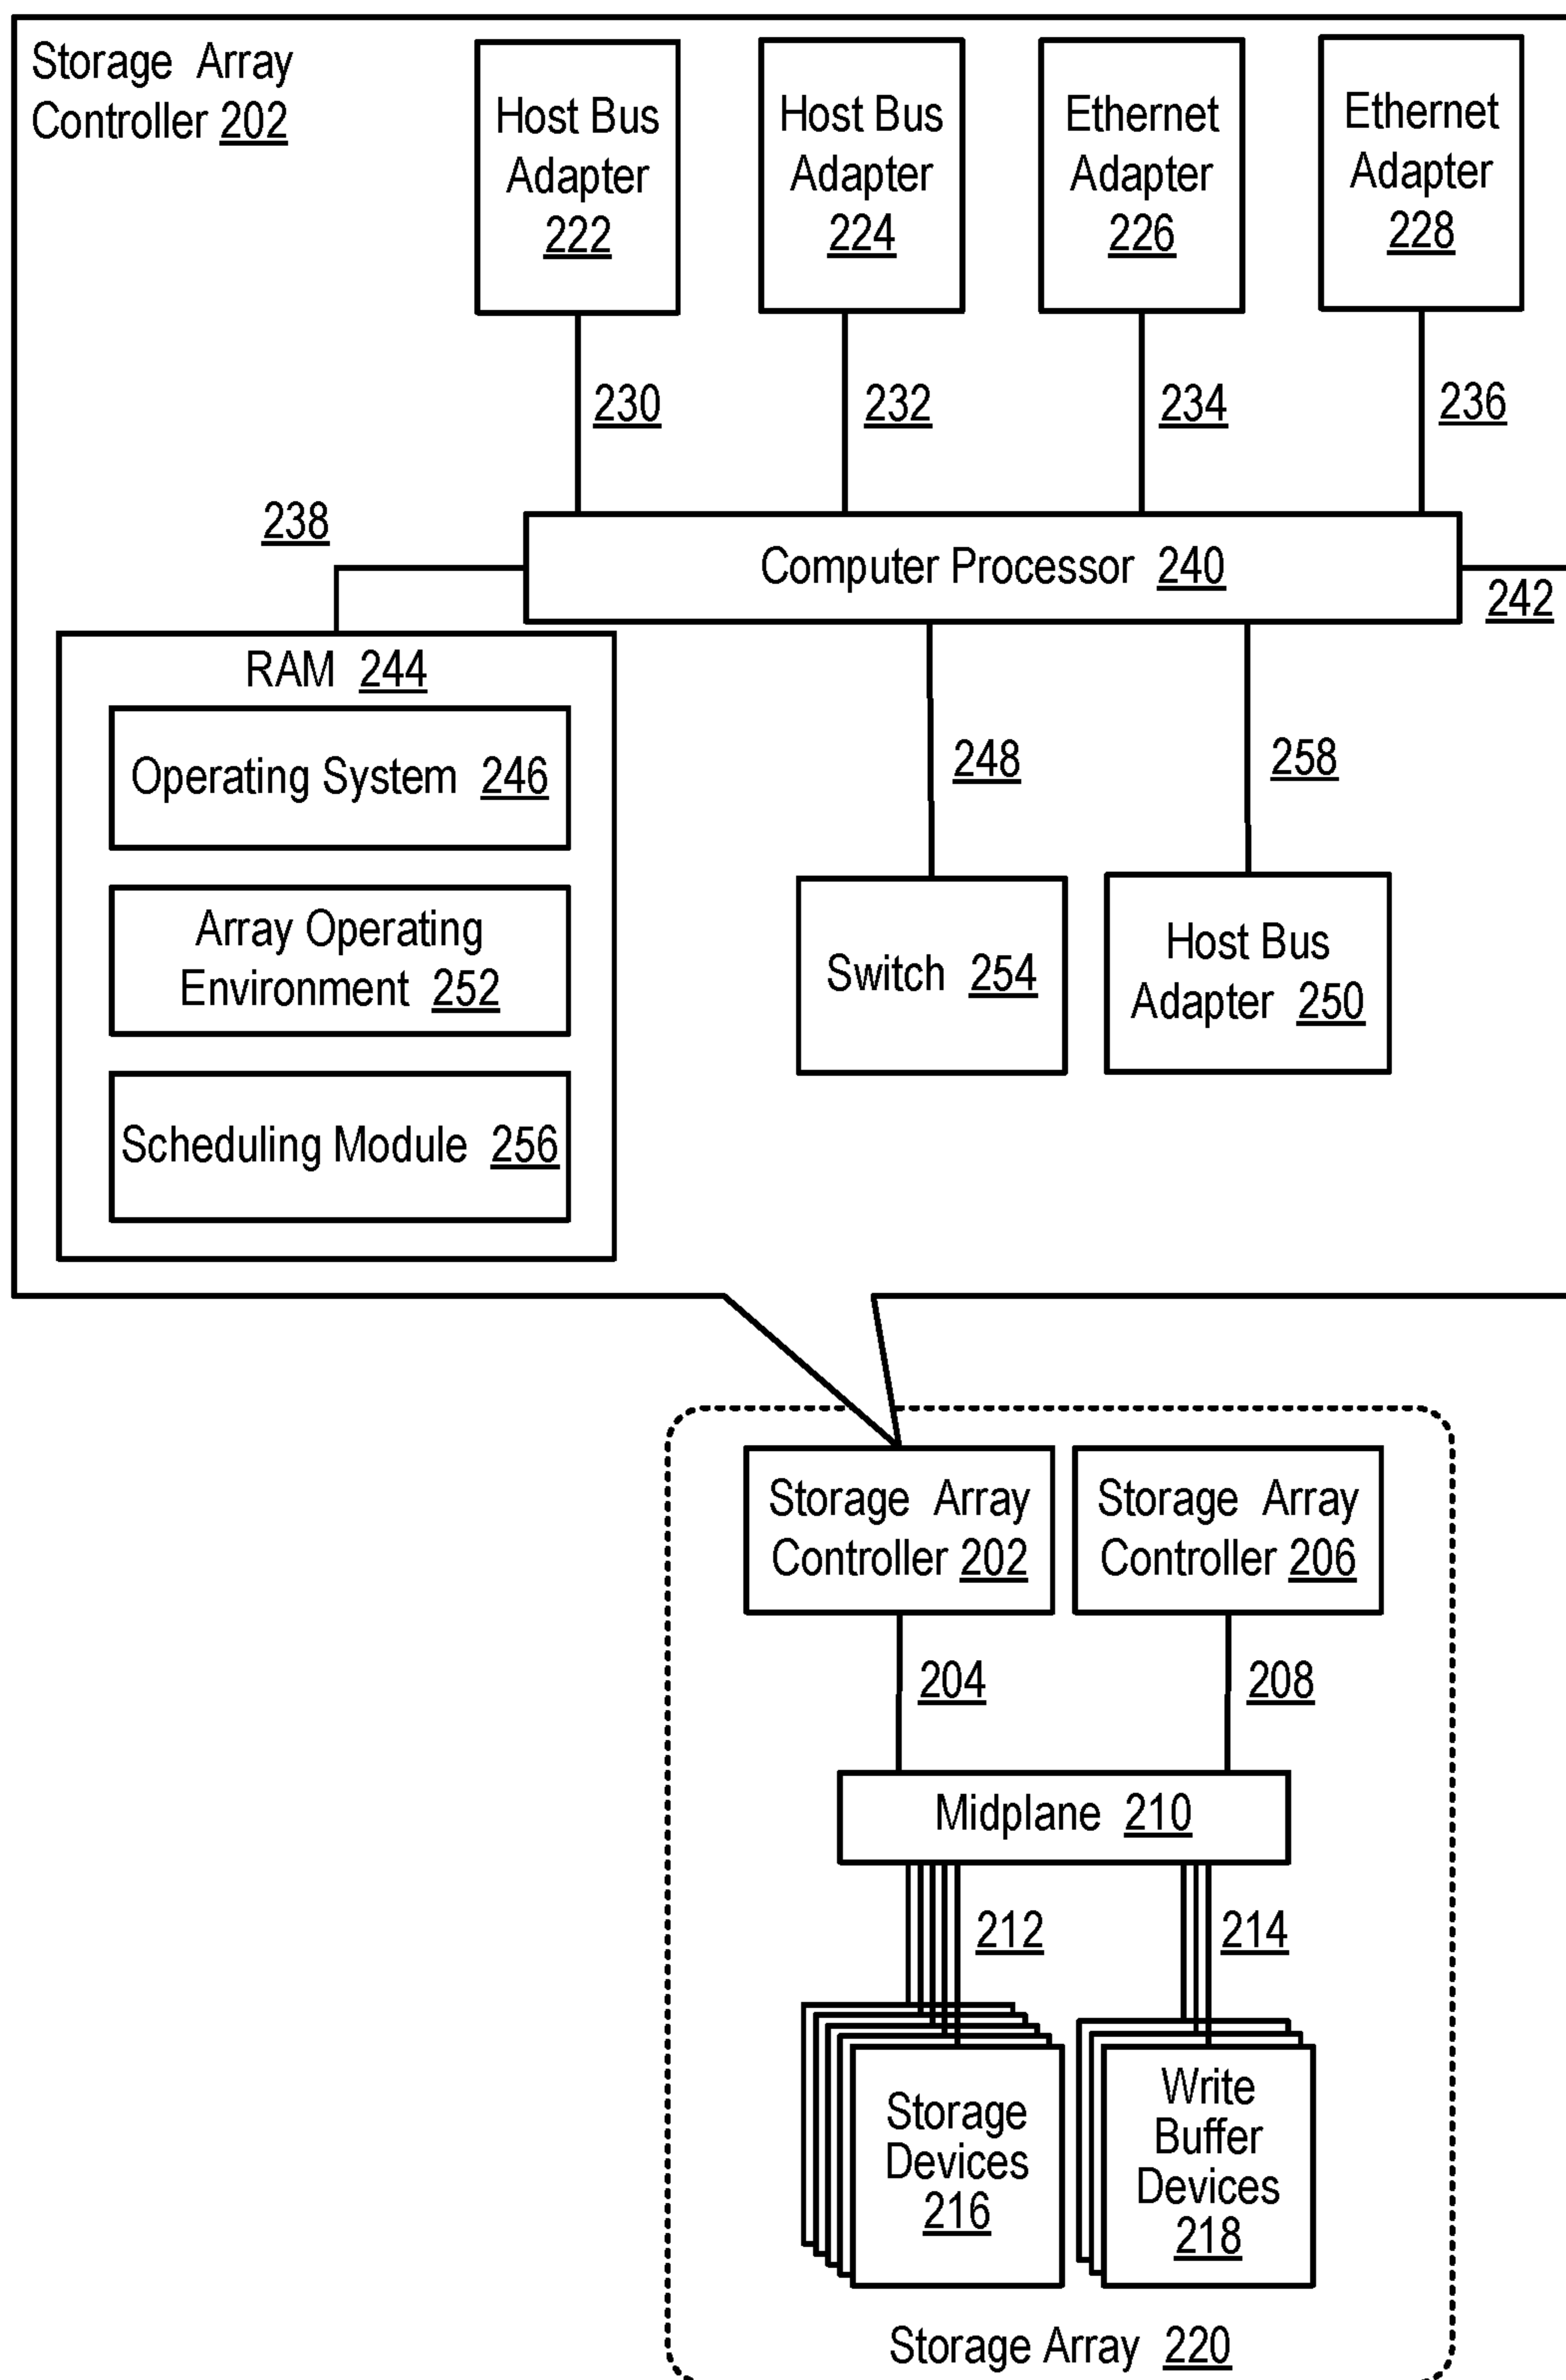 Storage Array
Controller 202
Host Bus
Adapter
222
Host Bus
Adapter
224
Ethernet
Adapter
226
Ethernet
Adapter
228
230
232
234
236
238
Computer Processor 240
242
RAM 244
Operating System 246
Array Operating
Environment 252
Scheduling Module 256
248
258
Switch 254
Host Bus
Adapter 250
Storage Array
Controller 202
Storage Array
Controller 206
204
208
Midplane 210
212
214
Storage
Devices
216
Write
Buffer
Devices
218
Storage Array 220